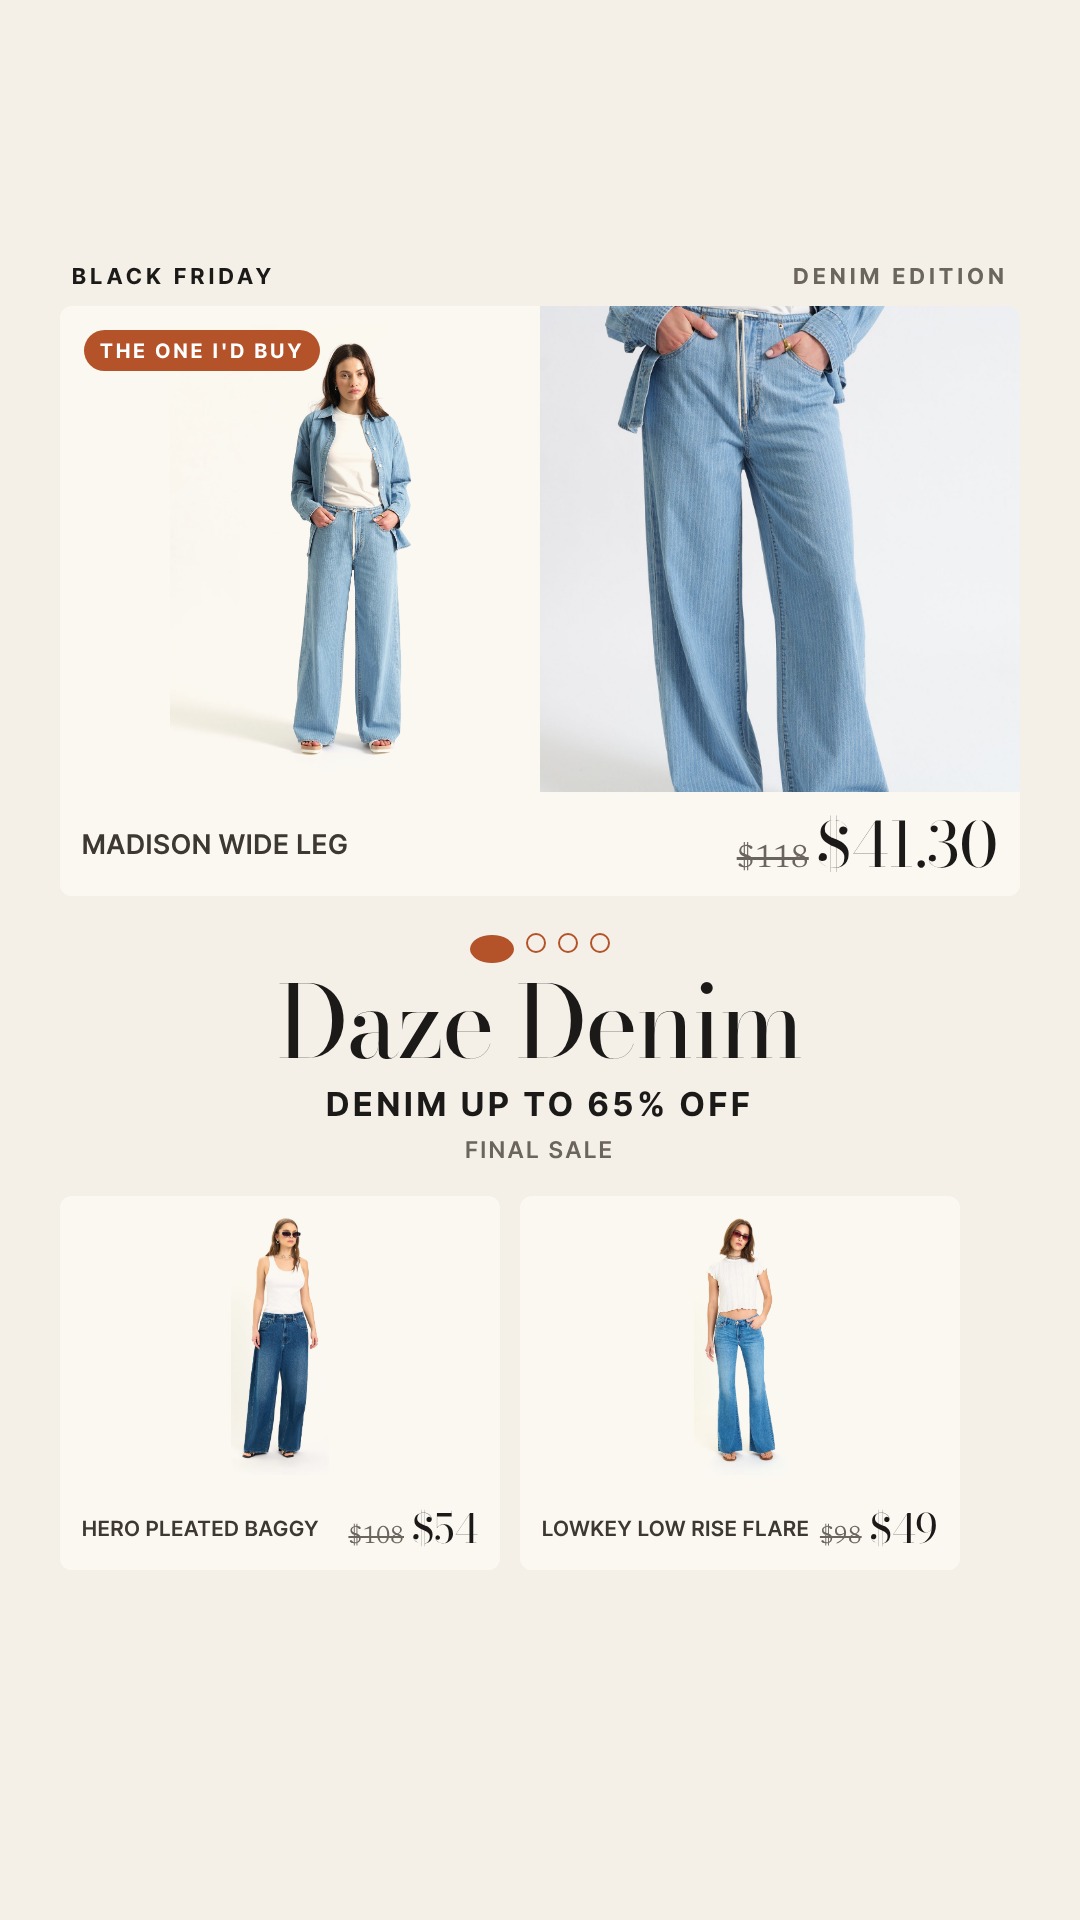 BLACK FRIDAY
DENIM EDITION
THE ONE I'D BUY
MADISON WIDE LEG
$118 $41.30
Daze Denim
DENIM UP TO 65% OFF
FINAL SALE
HERO PLEATED BAGGY $108 $54
LOWKEY LOW RISE FLARE $98 $49